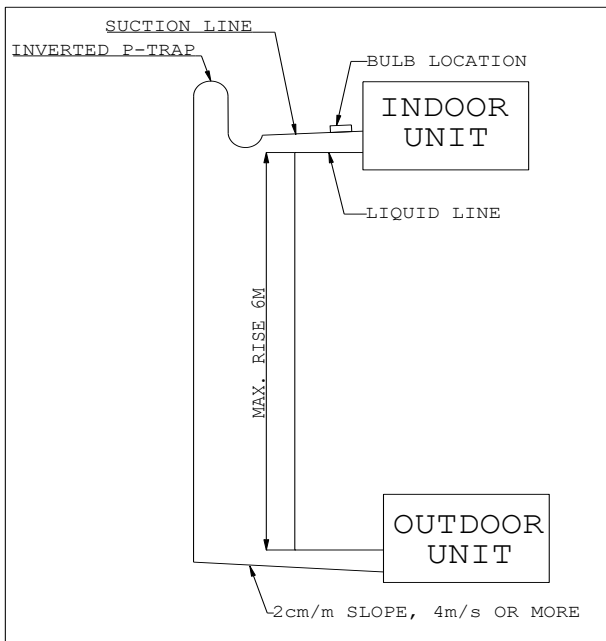 SUCTION LINE
INVERTED P-TRAP
BULB LOCATION
INDOOR
UNIT
LIQUID LINE
MAX. RISE 6M
OUTDOOR
UNIT
2cm/m SLOPE, 4m/s OR MORE